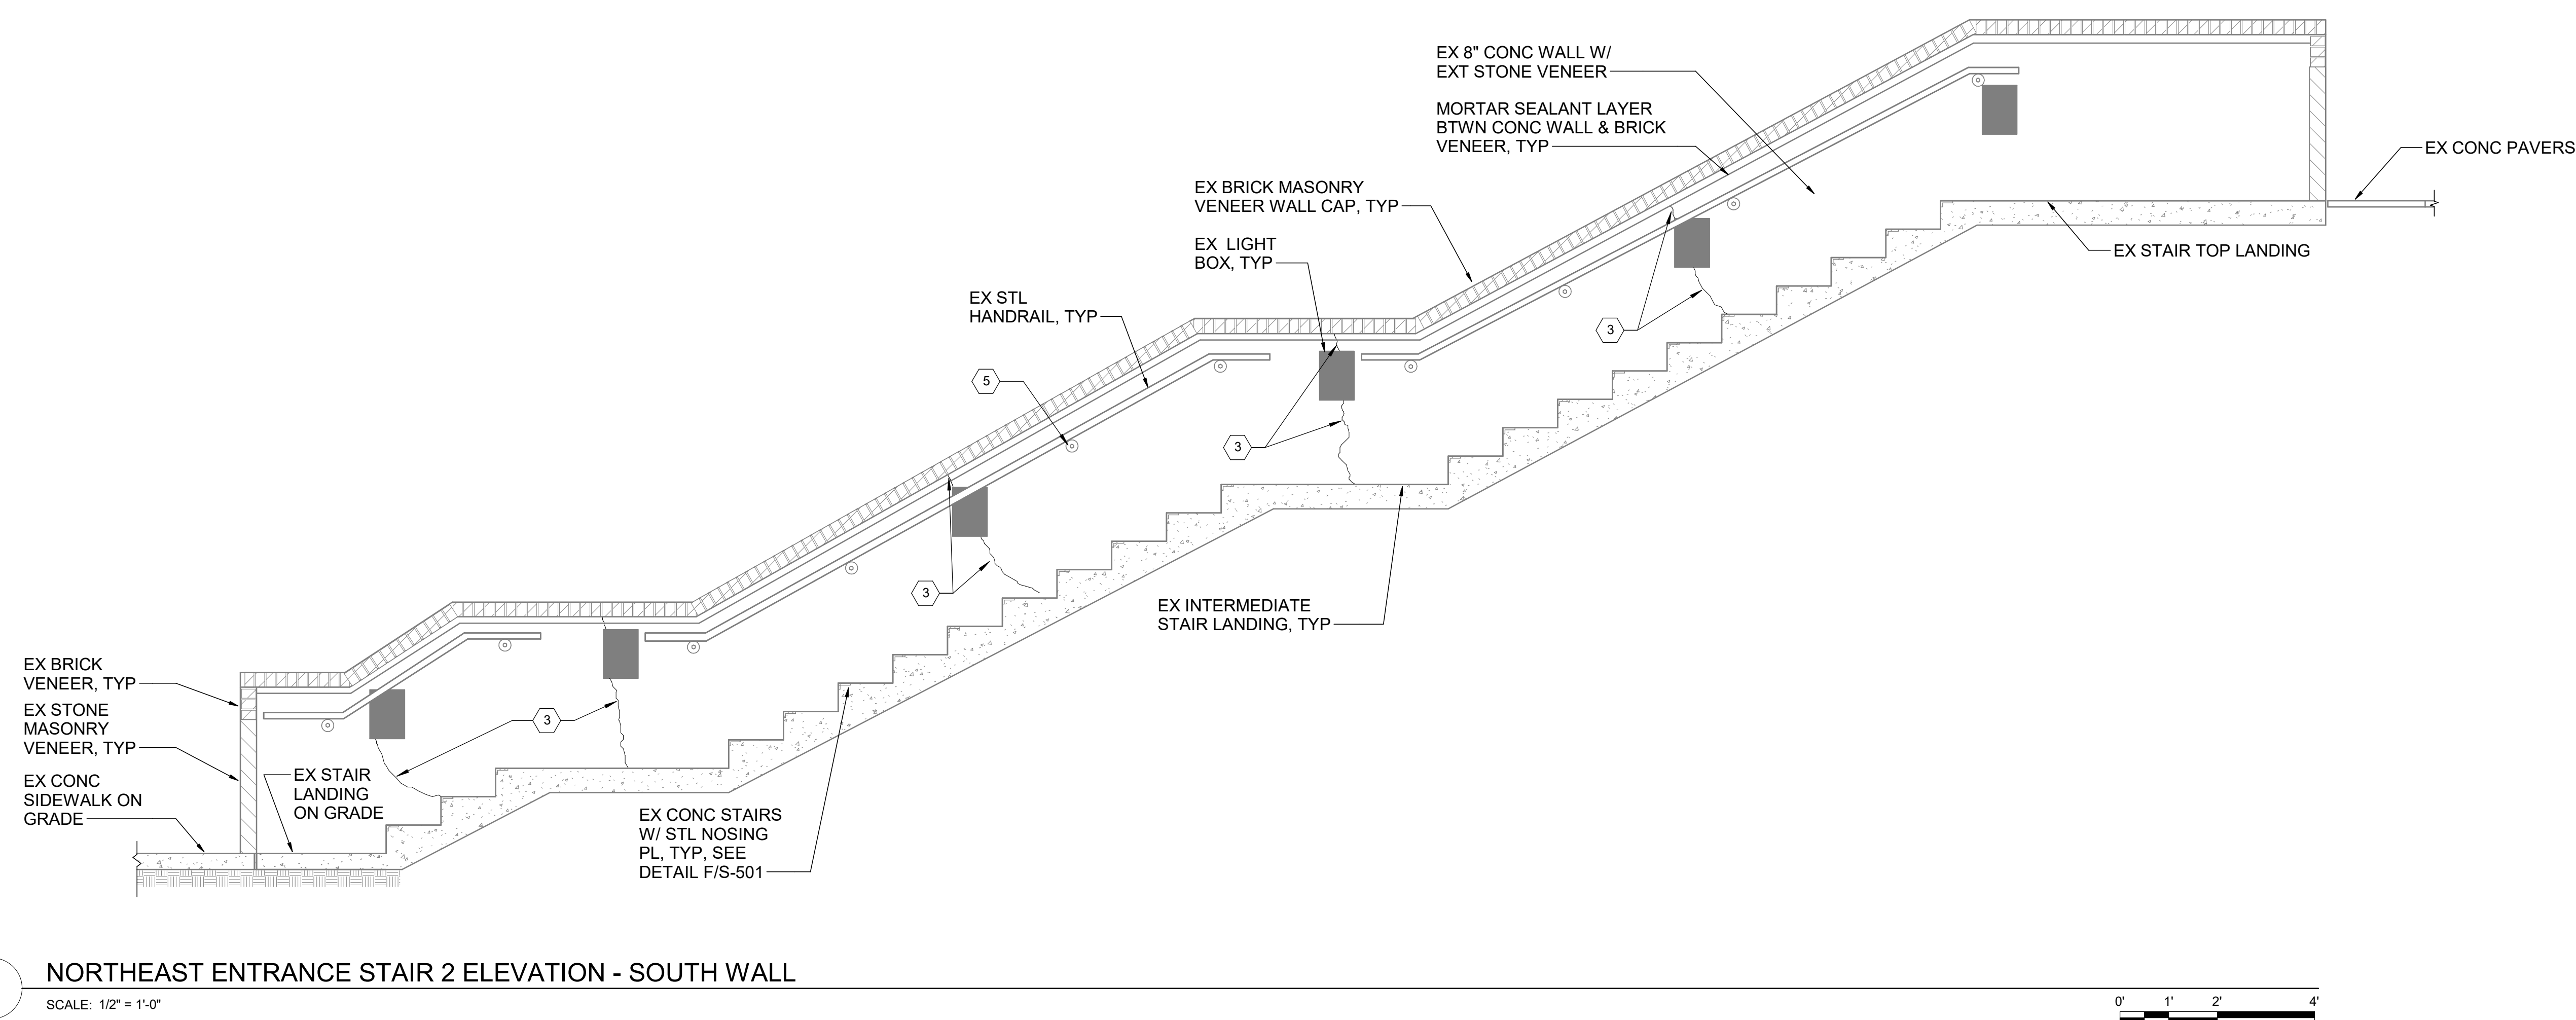 EX 8" CONC WALL W/
EXT STONE VENEER
MORTAR SEALANT LAYER
BTWN CONC WALL & BRICK
VENEER, TYP
EX CONC PAVERS
EX BRICK MASONRY
VENEER WALL CAP, TYP
EX LIGHT
BOX, TYP
EX STAIR TOP LANDING
EX STL
HANDRAIL, TYP
3
5
3
3
EX INTERMEDIATE
STAIR LANDING, TYP
EX BRICK
VENEER, TYP
EX STONE
MASONRY
VENEER, TYP
3
EX CONC
SIDEWALK ON
GRADE
EX STAIR
LANDING
ON GRADE
EX CONC STAIRS
W/ STL NOSING
PL, TYP, SEE
DETAIL F/S-501
NORTHEAST ENTRANCE STAIR 2 ELEVATION - SOUTH WALL
SCALE: 1/2" = 1'-0"
0' 1' 2' 4'